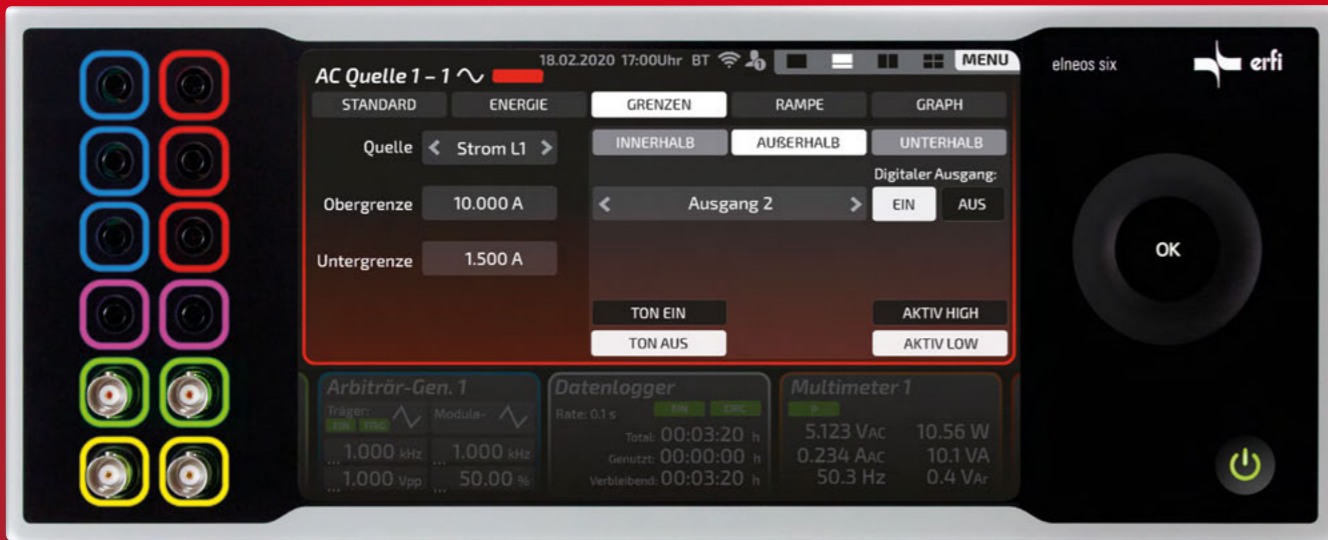 18.02.2020 17:00Uhr BT MENU
AC Quelle 1 – 1
STANDARD ENERGIE GRENZEN RAMPE GRAPH
Quelle < Strom L1 > INNERHALB AUßERHALB UNTERHALB
Digitaler Ausgang:
Obergrenze 10.000 A < Ausgang 2 > EIN AUS
Untergrenze 1.500 A
TON EIN AKTIV HIGH
TON AUS AKTIV LOW
Arbiträr-Gen. 1
Träger: Modula-
EIN TRG
1.000 kHz 1.000 kHz
1.000 Vpp 50.00 %
Datenlogger
Rate: 0.1 s EIN CIRC
Total: 00:03:20 h
Genutzt: 00:00:00 h
Verbleibend: 00:03:20 h
Multimeter 1
P
5.123 VAC 10.56 W
0.234 AAC 10.1 VA
50.3 Hz 0.4 VAr
elneos six erfi
OK